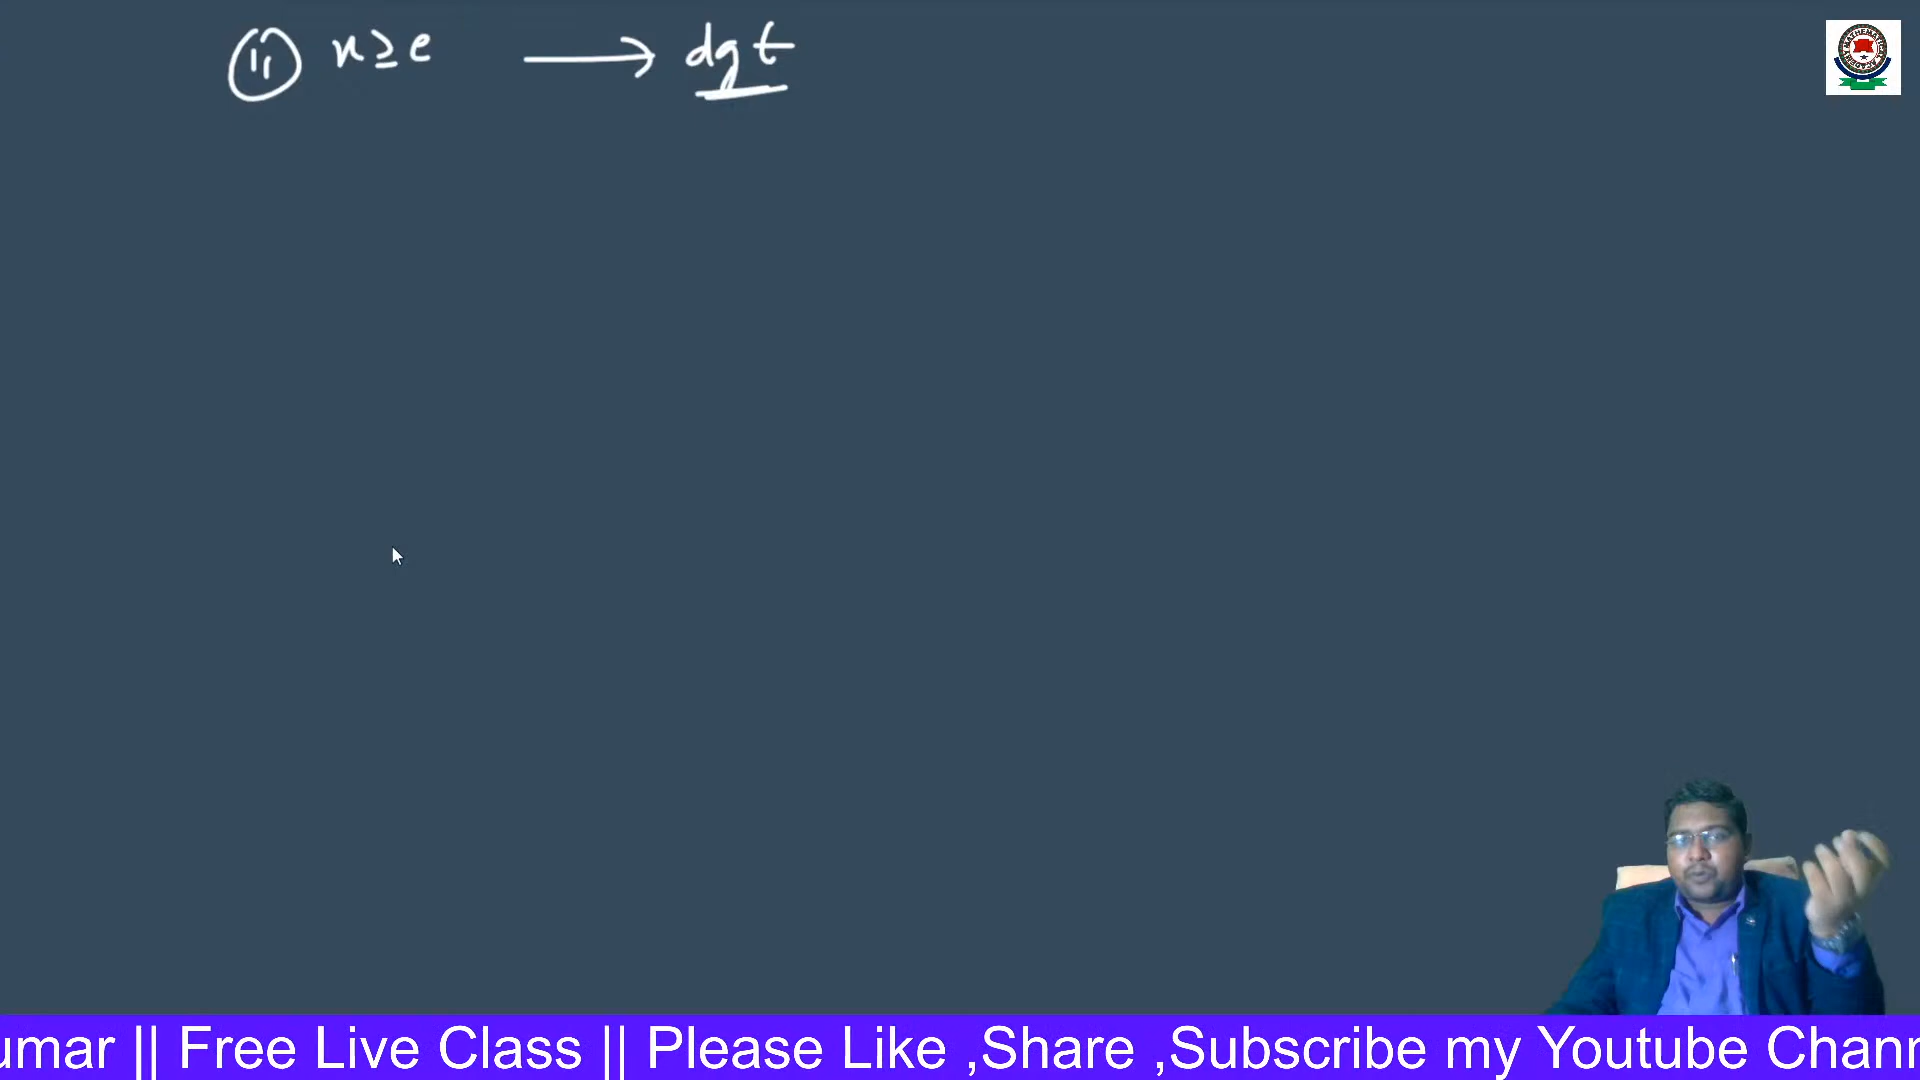 (ii) x ≥ e ⟶ dgt
umar || Free Live Class || Please Like ,Share ,Subscribe my Youtube Chann